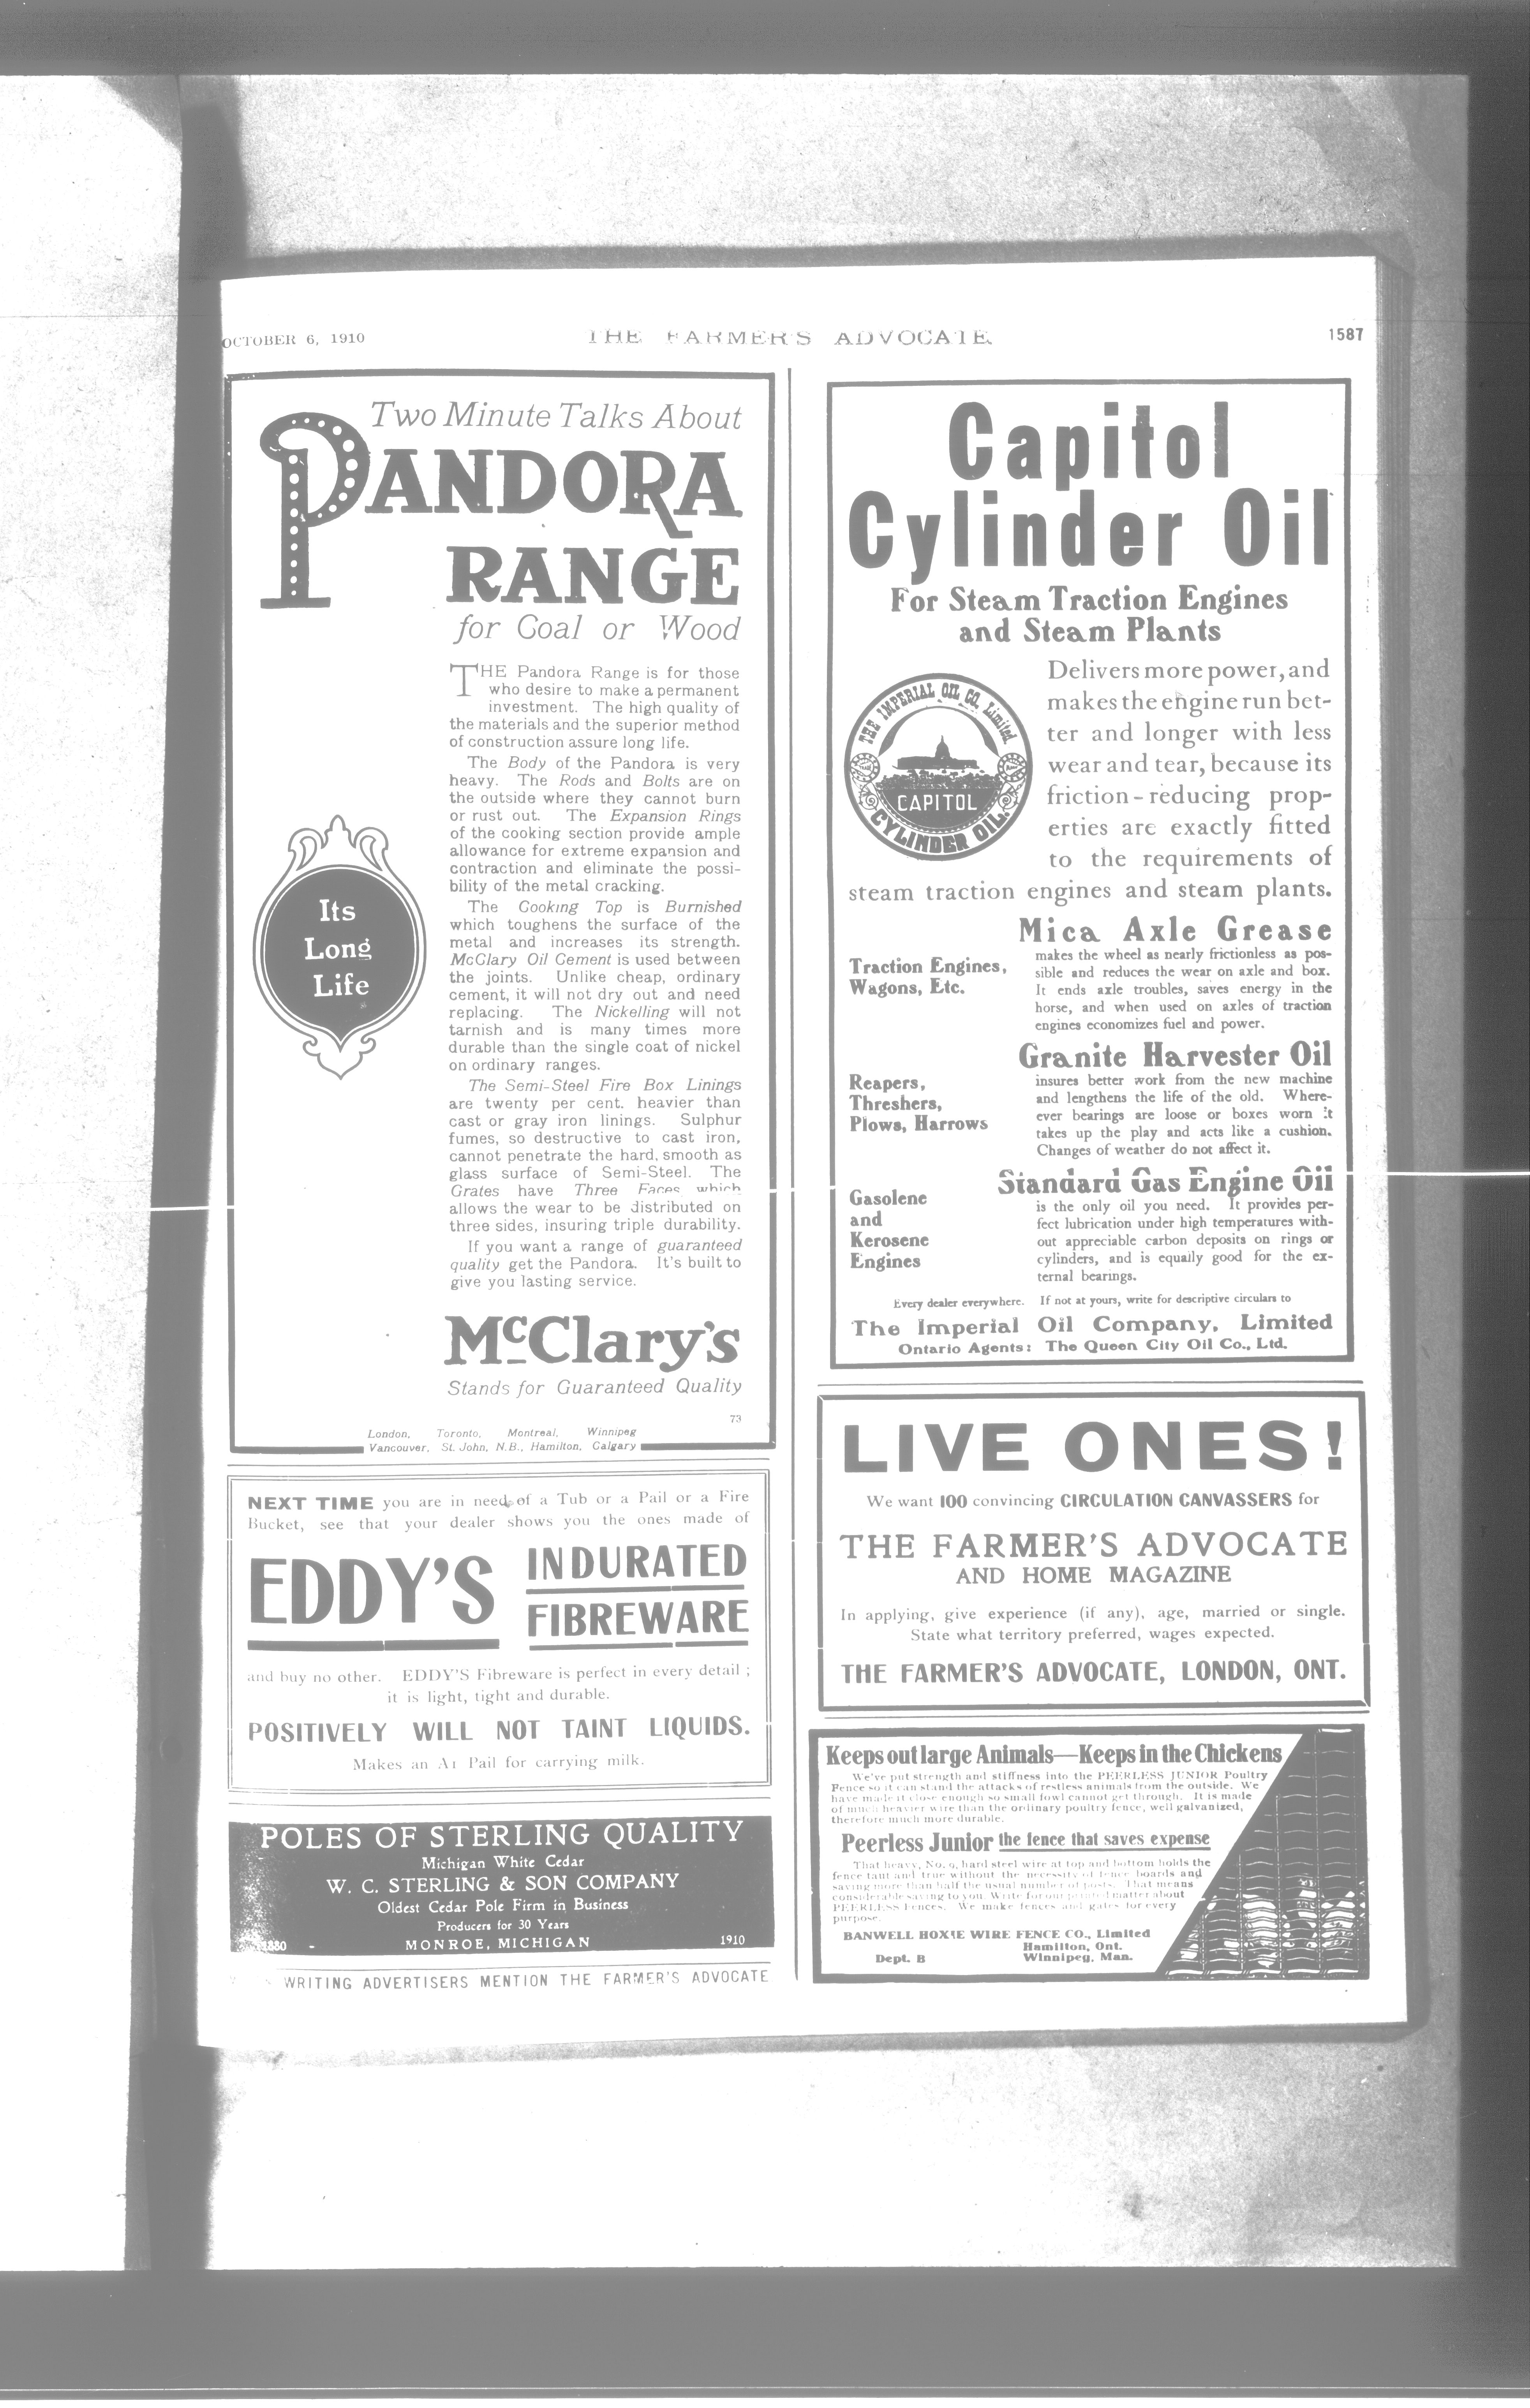 OCTOBER 6, 1910
THE FARMER'S ADVOCATE
1587
Two Minute Talks About
PANDORA
RANGE
for Coal or Wood
THE Pandora Range is for those
who desire to make a permanent
investment. The high quality of
the materials and the superior method
of construction assure long life.
The Body of the Pandora is very
heavy. The Rods and Bolts are on
the outside where they cannot burn
or rust out. The Expansion Rings
of the cooking section provide ample
allowance for extreme expansion and
contraction and eliminate the possi-
bility of the metal cracking.
The Cooking Top is Burnished
which toughens the surface of the
metal and increases its strength.
McClary Oil Cement is used between
the joints. Unlike cheap, ordinary
cement, it will not dry out and need
replacing. The Nickelling will not
tarnish and is many times more
durable than the single coat of nickel
on ordinary ranges.
The Semi-Steel Fire Box Linings
are twenty per cent. heavier than
cast or gray iron linings. Sulphur
fumes, so destructive to cast iron,
cannot penetrate the hard, smooth as
glass surface of Semi-Steel. The
Grates have Three Faces which
allows the wear to be distributed on
three sides, insuring triple durability.
If you want a range of guaranteed
quality get the Pandora. It's built to
give you lasting service.
Its
Long
Life
McClary's
Stands for Guaranteed Quality
73
London, Toronto, Montreal, Winnipeg
Vancouver, St. John, N.B., Hamilton, Calgary
NEXT TIME you are in need of a Tub or a Pail or a Fire
Bucket, see that your dealer shows you the ones made of
EDDY'S INDURATED
FIBREWARE
and buy no other. EDDY'S Fibreware is perfect in every detail ;
it is light, tight and durable.
POSITIVELY WILL NOT TAINT LIQUIDS.
Makes an A1 Pail for carrying milk.
POLES OF STERLING QUALITY
Michigan White Cedar
W. C. STERLING & SON COMPANY
Oldest Cedar Pole Firm in Business
Producers for 30 Years
1880 - MONROE, MICHIGAN 1910
WRITING ADVERTISERS MENTION THE FARMER'S ADVOCATE
Capitol
Cylinder Oil
For Steam Traction Engines
and Steam Plants
THE IMPERIAL OIL CO. Limited.
CAPITOL
CYLINDER OIL.
Delivers more power, and
makes the engine run bet-
ter and longer with less
wear and tear, because its
friction-reducing prop-
erties are exactly fitted
to the requirements of
steam traction engines and steam plants.
Mica Axle Grease
Traction Engines,
Wagons, Etc.
makes the wheel as nearly frictionless as pos-
sible and reduces the wear on axle and box.
It ends axle troubles, saves energy in the
horse, and when used on axles of traction
engines economizes fuel and power.
Granite Harvester Oil
Reapers,
Threshers,
Plows, Harrows
insures better work from the new machine
and lengthens the life of the old. Where-
ever bearings are loose or boxes worn it
takes up the play and acts like a cushion.
Changes of weather do not affect it.
Standard Gas Engine Oil
Gasolene
and
Kerosene
Engines
is the only oil you need. It provides per-
fect lubrication under high temperatures with-
out appreciable carbon deposits on rings or
cylinders, and is equally good for the ex-
ternal bearings.
Every dealer everywhere. If not at yours, write for descriptive circulars to
The Imperial Oil Company, Limited
Ontario Agents: The Queen City Oil Co., Ltd.
LIVE ONES!
We want 100 convincing CIRCULATION CANVASSERS for
THE FARMER'S ADVOCATE
AND HOME MAGAZINE
In applying, give experience (if any), age, married or single.
State what territory preferred, wages expected.
THE FARMER'S ADVOCATE, LONDON, ONT.
Keeps out large Animals—Keeps in the Chickens
We've put strength and stiffness into the PEERLESS JUNIOR Poultry
Fence so it can stand the attacks of restless animals from the outside. We
have made it close enough so small fowl cannot get through. It is made
of much heavier wire than the ordinary poultry fence, well galvanized,
therefore much more durable.
Peerless Junior the fence that saves expense
That heavy, No. 9, hard steel wire at top and bottom holds the
fence taut and true without the necessity of fence boards and
saving more than half the usual number of posts. That means
considerable saving to you. Write for our printed matter about
PEERLESS Fences. We make fences and gates for every
purpose.
BANWELL HOXIE WIRE FENCE CO., Limited
Hamilton, Ont.
Dept. B Winnipeg, Man.